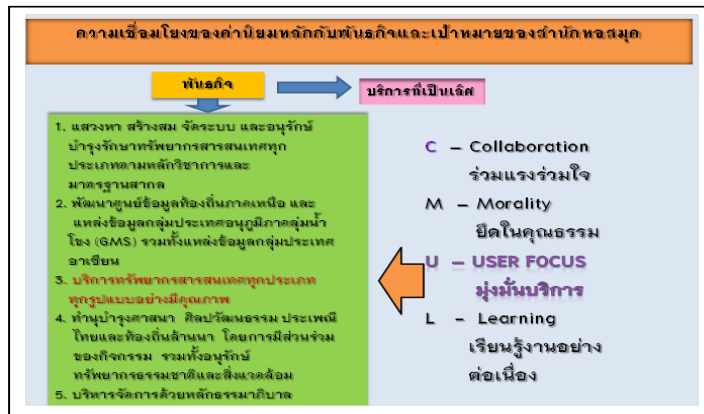 ความเชื่อมโยงของค่านิยมหลักกับพันธกิจและเป้าหมายของสำนักหอสมุด
พันธกิจ
บริการที่เป็นเลิศ
1. แสวงหา สร้างสม จัดระบบ และอนุรักษ์
บำรุงรักษาทรัพยากรสารสนเทศทุก
ประเภทตามหลักวิชาการและ
มาตรฐานสากล
2. พัฒนาศูนย์ข้อมูลท้องถิ่นภาคเหนือ และ
แหล่งข้อมูลกลุ่มประเทศอนุภูมิภาคลุ่มน้ำ
โขง (GMS) รวมทั้งแหล่งข้อมูลกลุ่มประเทศ
อาเซียน
3. บริการทรัพยากรสารสนเทศทุกประเภท
ทุกรูปแบบอย่างมีคุณภาพ
4. ทำนุบำรุงศาสนา ศิลปวัฒนธรรม ประเพณี
ไทยและท้องถิ่นล้านนา โดยการมีส่วนร่วม
ของกิจกรรม รวมทั้งอนุรักษ์
ทรัพยากรธรรมชาติและสิ่งแวดล้อม
5. บริหารจัดการด้วยหลักธรรมาภิบาล
C – Collaboration
ร่วมแรงร่วมใจ
M – Morality
ยึดในคุณธรรม
U – USER FOCUS
มุ่งมั่นบริการ
L – Learning
เรียนรู้งานอย่าง
ต่อเนื่อง